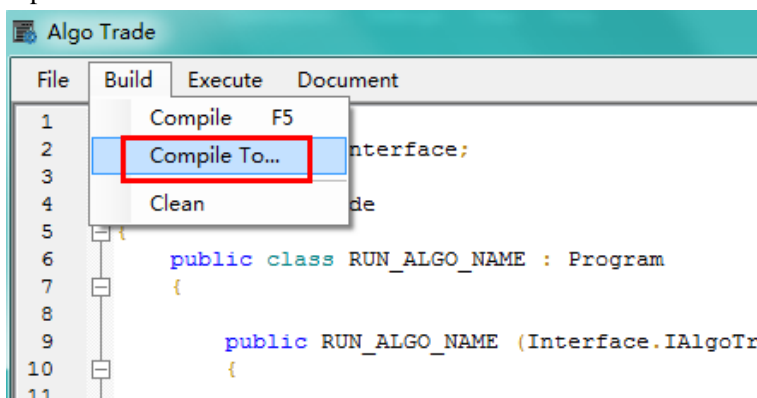 Algo Trade
File Build Execute Document
Compile F5
Compile To...
Clean
1
2 nterface;
3
4 de
5 {
6 public class RUN_ALGO_NAME : Program
7 {
8
9 public RUN_ALGO_NAME (Interface.IAlgoTr
10 {
11